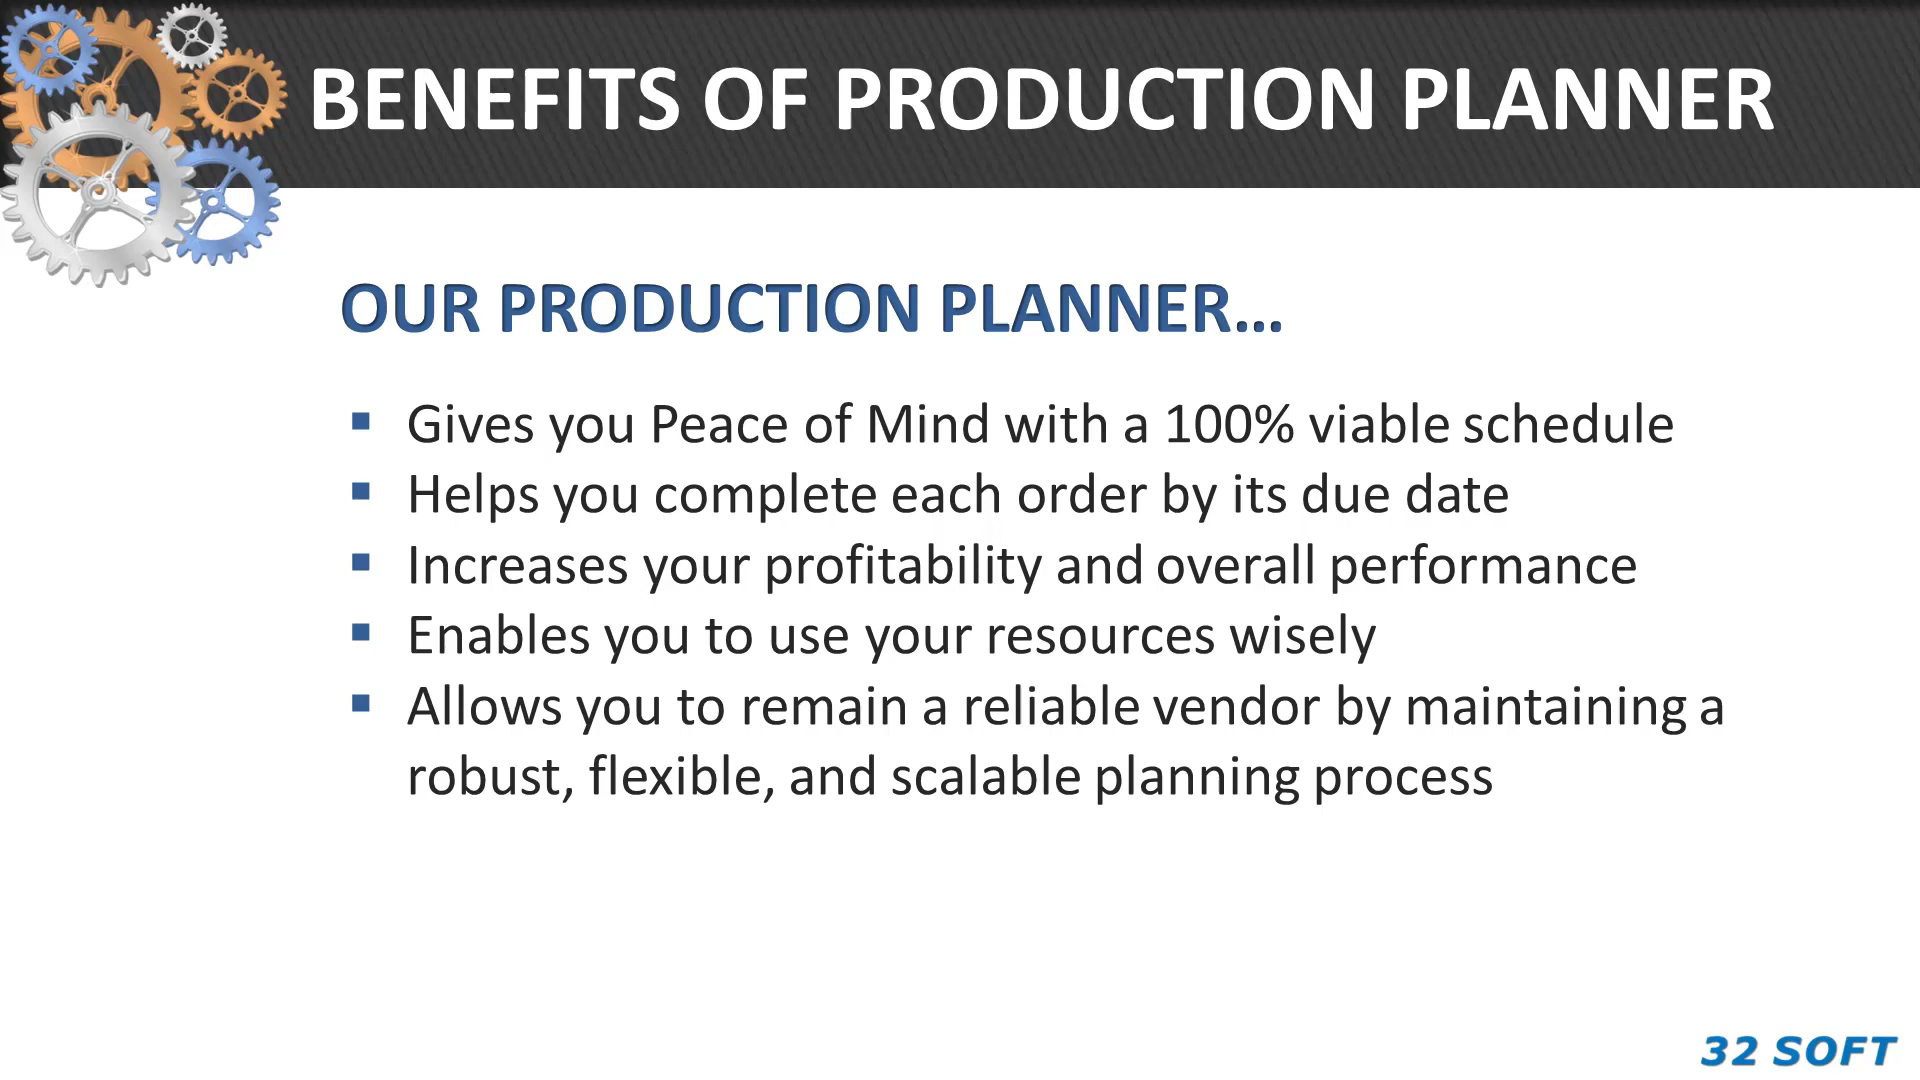 BENEFITS OF PRODUCTION PLANNER
OUR PRODUCTION PLANNER...
▪ Gives you Peace of Mind with a 100% viable schedule
▪ Helps you complete each order by its due date
▪ Increases your profitability and overall performance
▪ Enables you to use your resources wisely
▪ Allows you to remain a reliable vendor by maintaining a
robust, flexible, and scalable planning process
32 SOFT